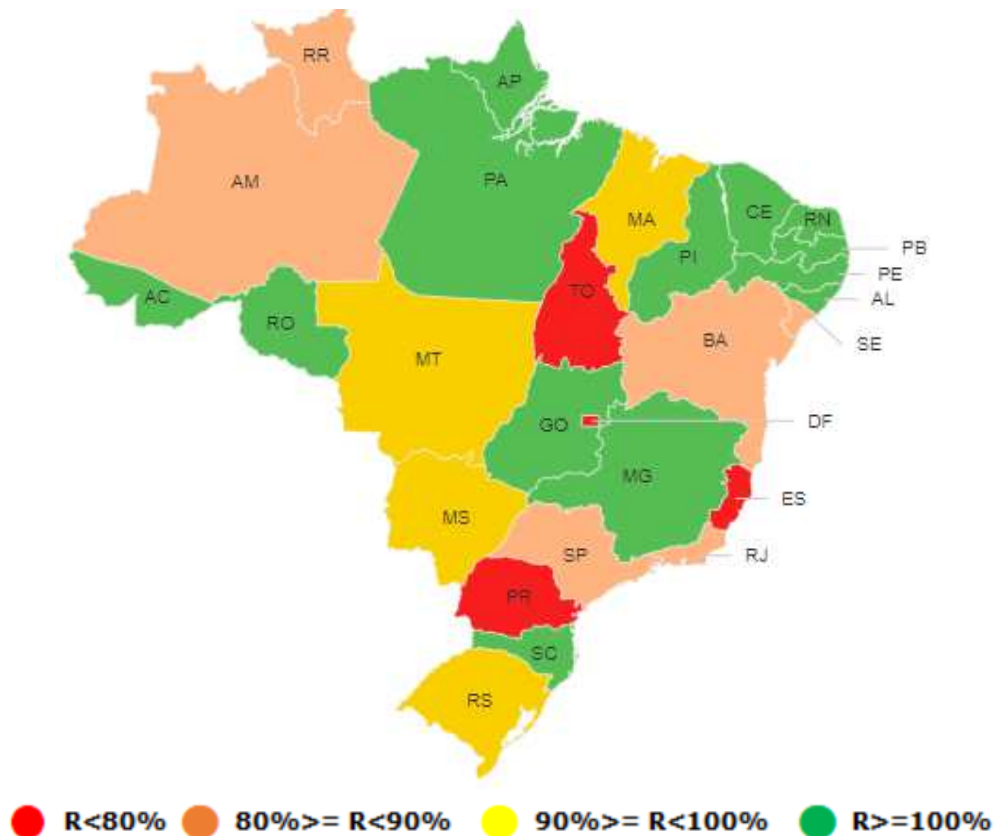 RR
AP
AM
PA
MA
CE
RN
PB
PI
PE
AC
TO
AL
RO
BA
SE
MT
GO
DF
MG
ES
MS
SP
RJ
PR
SC
RS
R<80% 80%>= R<90% 90%>= R<100% R>=100%